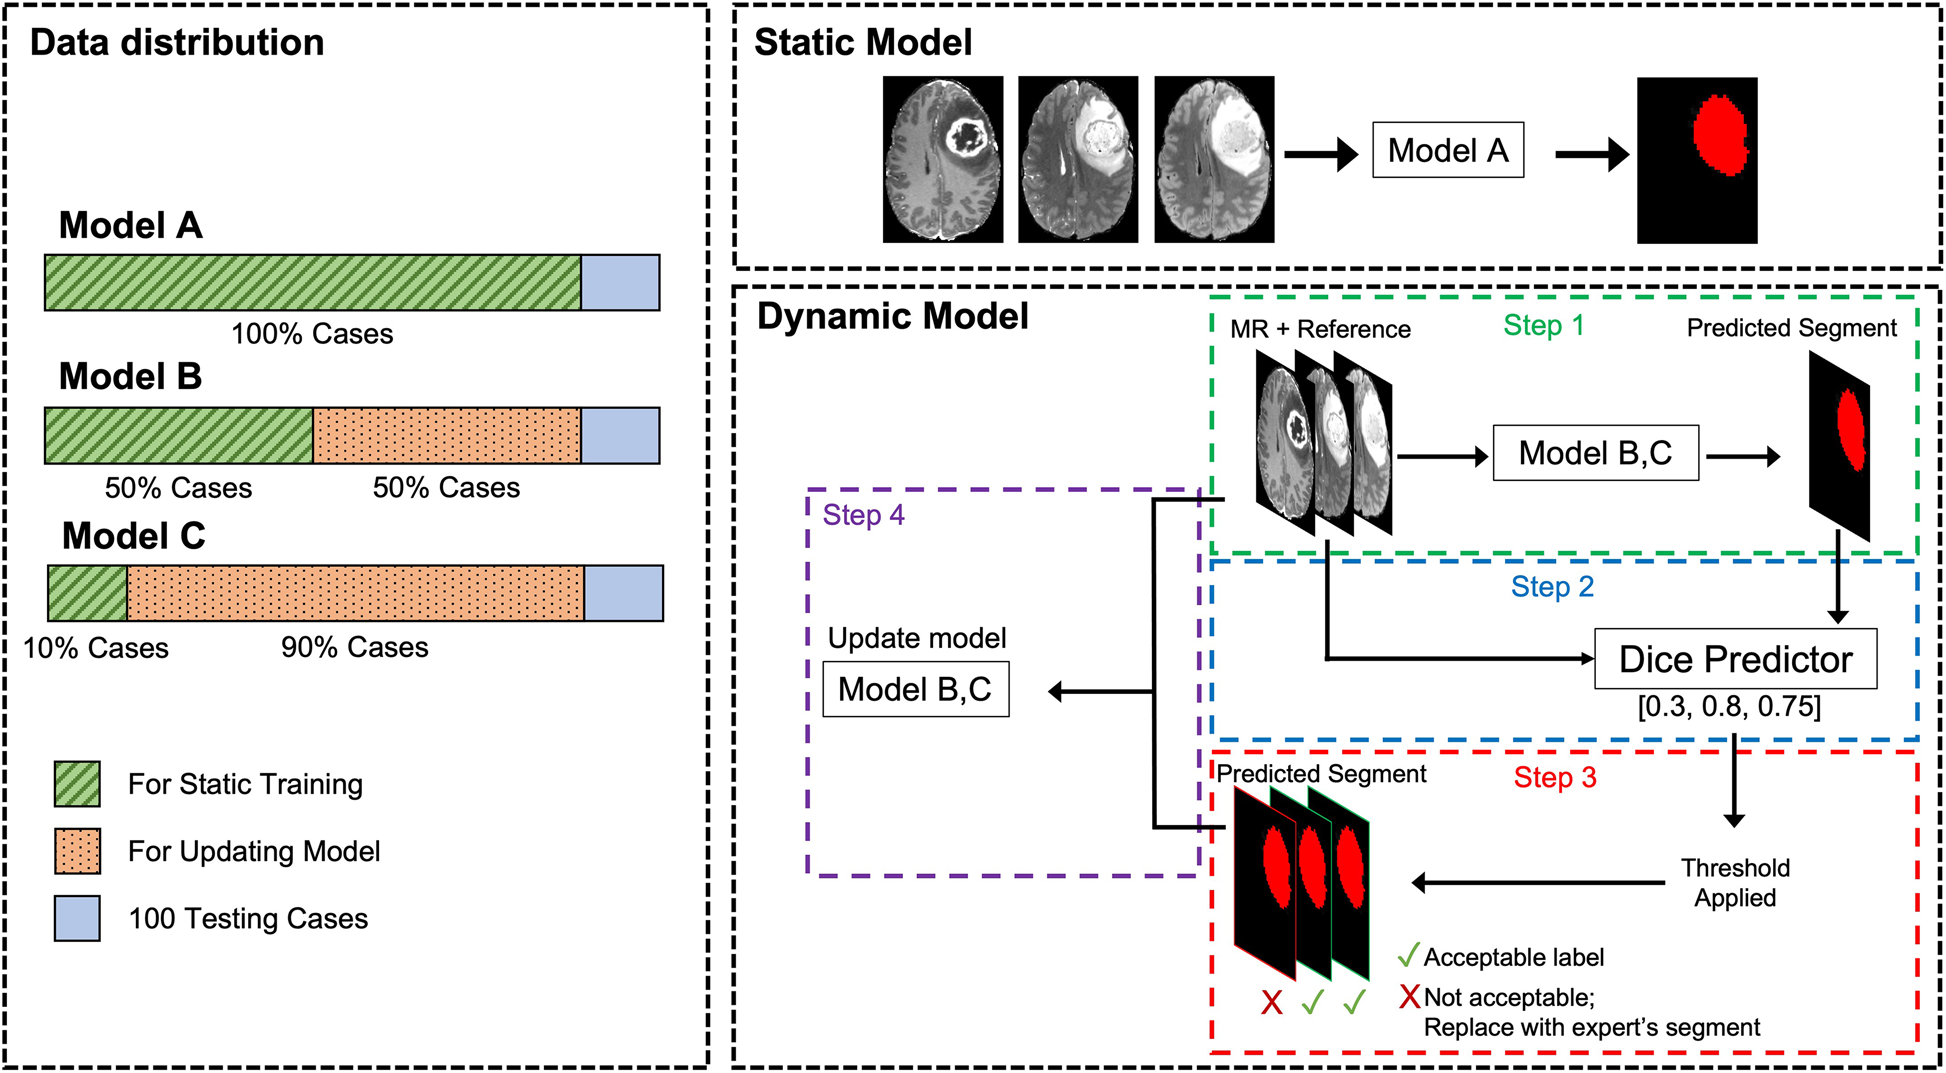 Data distribution
Model A
100% Cases
Model B
50% Cases
50% Cases
Model C
10% Cases
90% Cases
For Static Training
For Updating Model
100 Testing Cases
Static Model
Model A
Dynamic Model
Step 1
MR + Reference
Predicted Segment
Model B,C
Step 2
Dice Predictor
[0.3, 0.8, 0.75]
Step 3
Predicted Segment
Threshold
Applied
X ✓ ✓
✓ Acceptable label
X Not acceptable;
Replace with expert's segment
Step 4
Update model
Model B,C